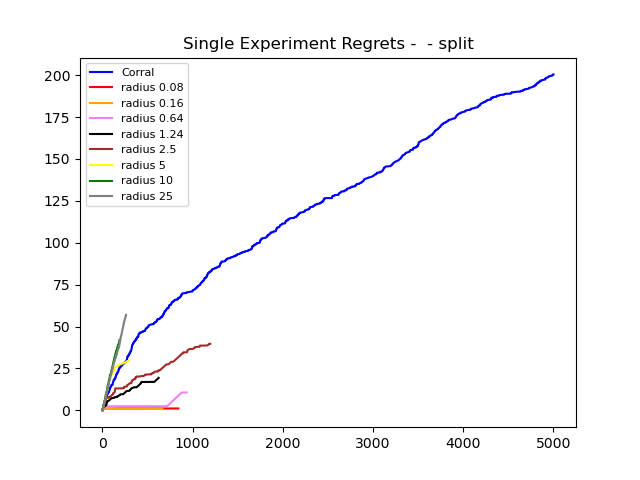 Single Experiment Regrets -  - split
200
175
150
125
100
75
50
25
0
Corral
radius 0.08
radius 0.16
radius 0.64
radius 1.24
radius 2.5
radius 5
radius 10
radius 25
0 1000 2000 3000 4000 5000